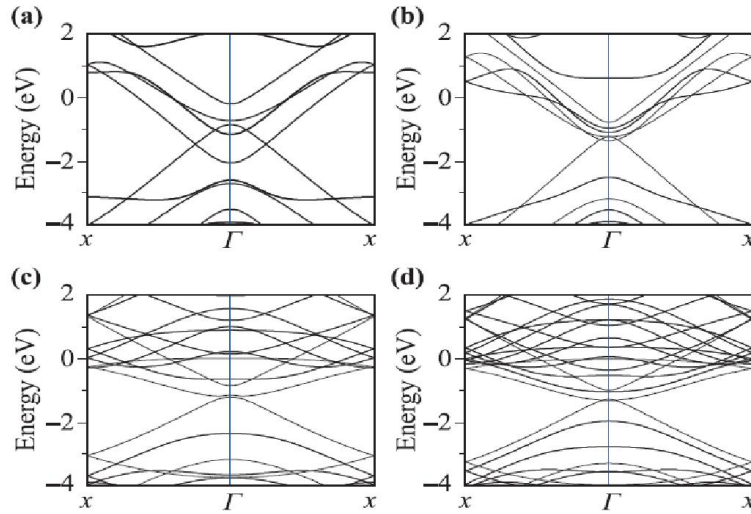 (a)
2
0
−2
−4
Energy (eV)
x Γ x
(b)
2
0
−2
−4
Energy (eV)
x Γ x
(c)
2
0
−2
−4
Energy (eV)
x Γ x
(d)
2
0
−2
−4
Energy (eV)
x Γ x